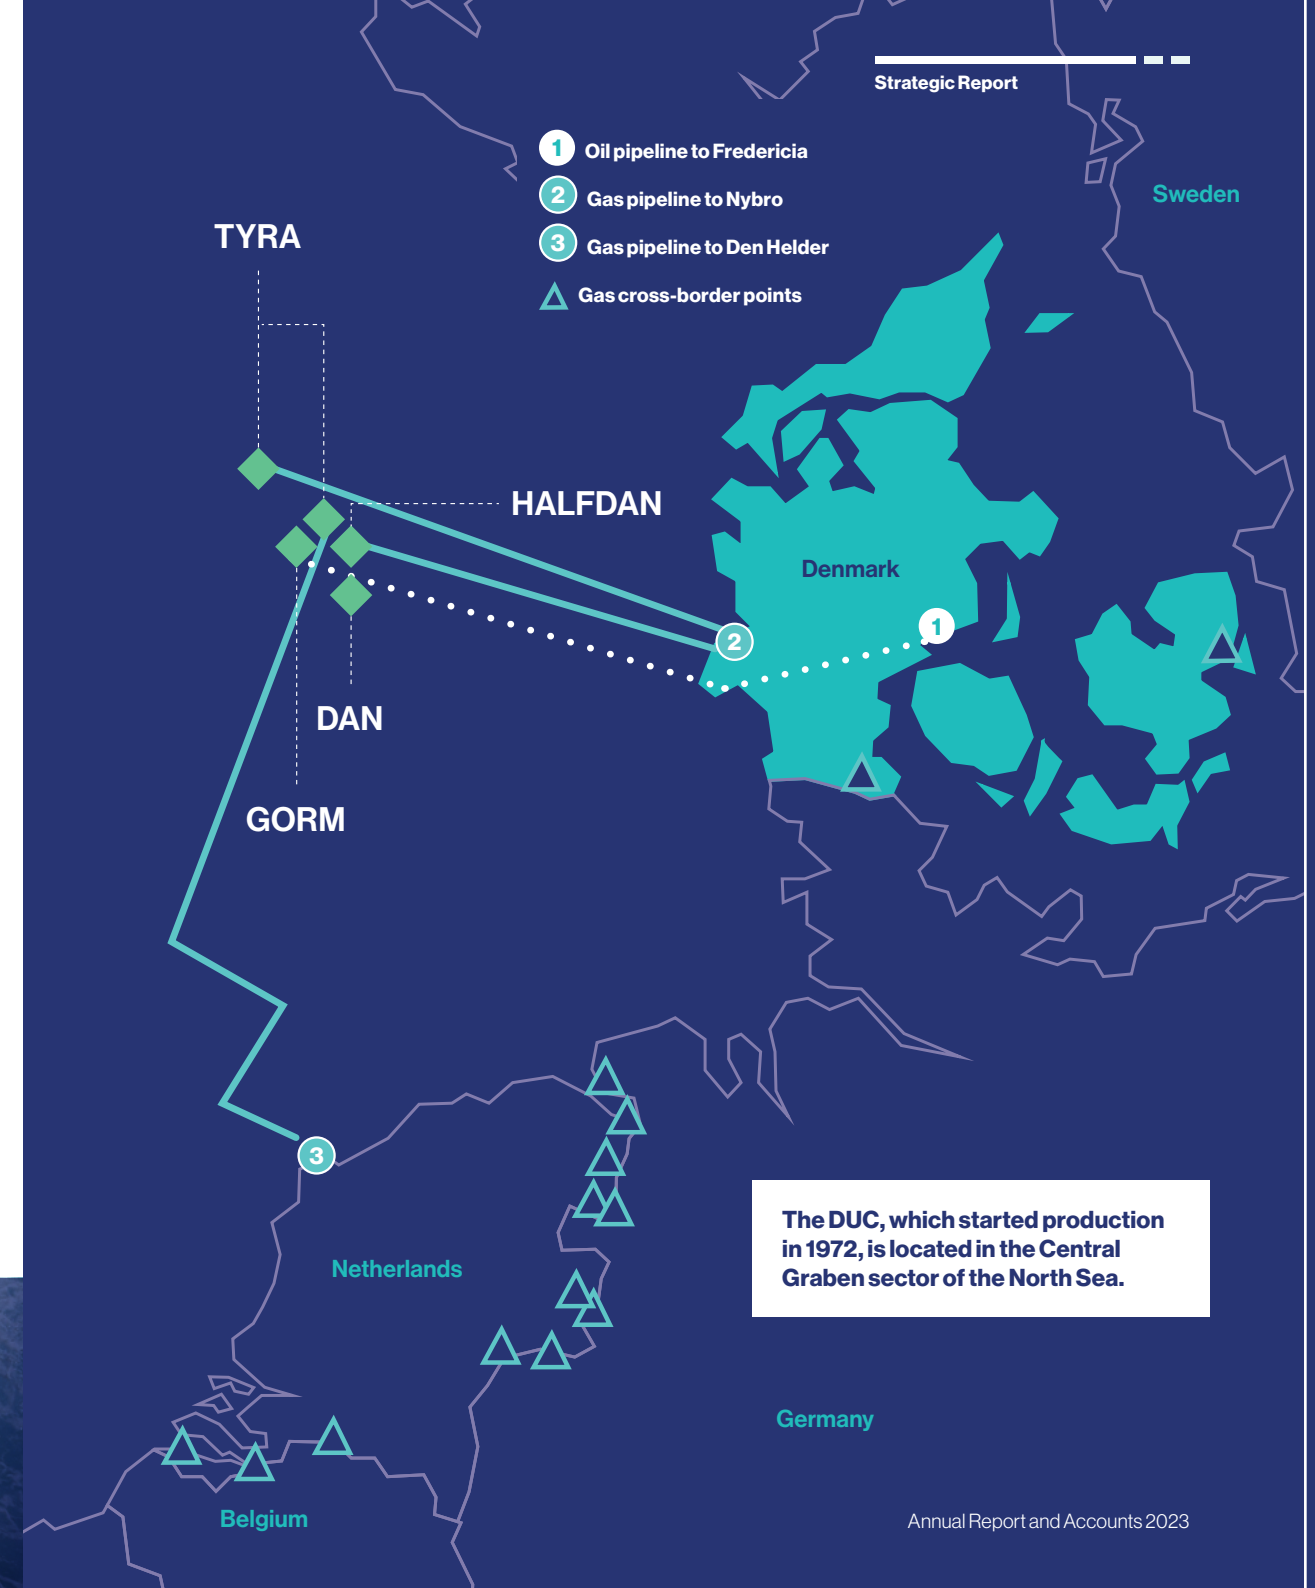 Strategic Report
1 Oil pipeline to Fredericia
2 Gas pipeline to Nybro
3 Gas pipeline to Den Helder
Gas cross-border points
Sweden
TYRA
HALFDAN
Denmark
1
2
DAN
GORM
3
The DUC, which started production
in 1972, is located in the Central
Graben sector of the North Sea.
Netherlands
Germany
Belgium
Annual Report and Accounts 2023